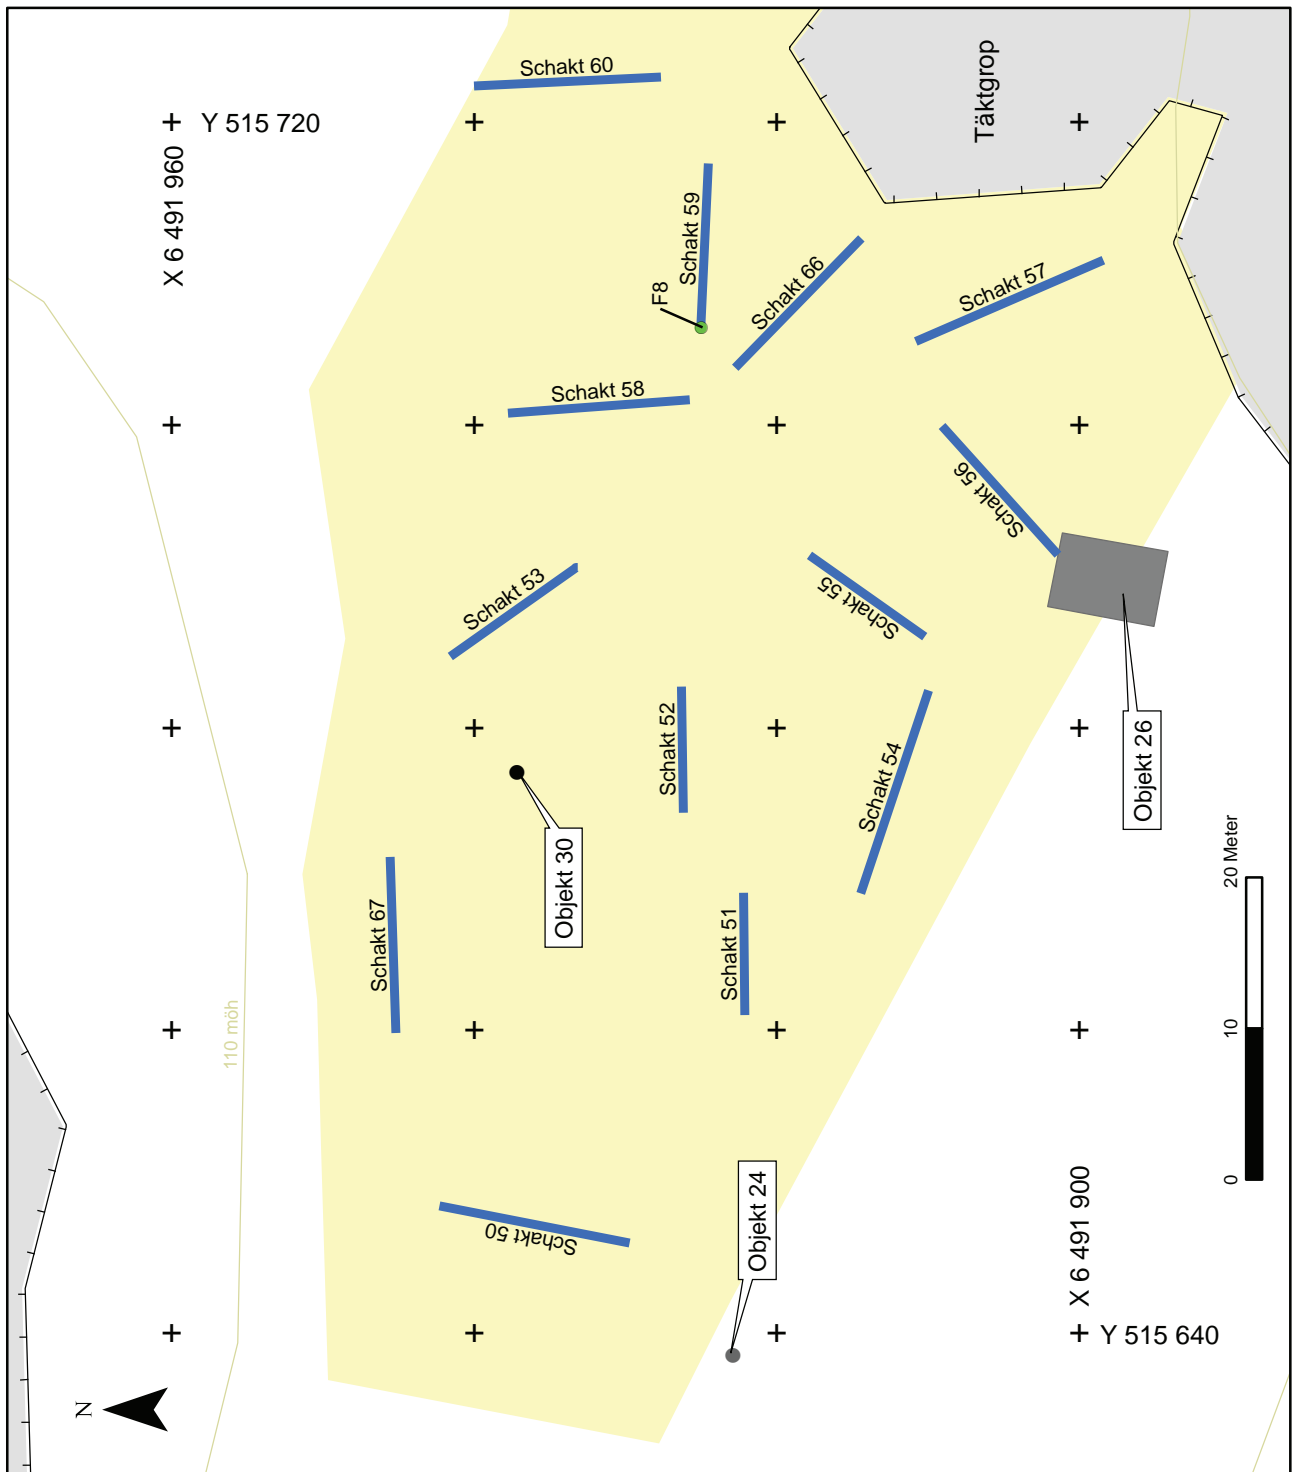 Schakt 60
Y 515 720
X 6 491 960
Täktgrop
Schakt 59
F8
Schakt 66
Schakt 57
Schakt 58
Schakt 56
Schakt 53
Schakt 55
Schakt 52
Schakt 54
Objekt 26
Objekt 30
Schakt 67
Schakt 51
20 Meter
10
0
110 möh
Schakt 50
Objekt 24
X 6 491 900
Y 515 640
N